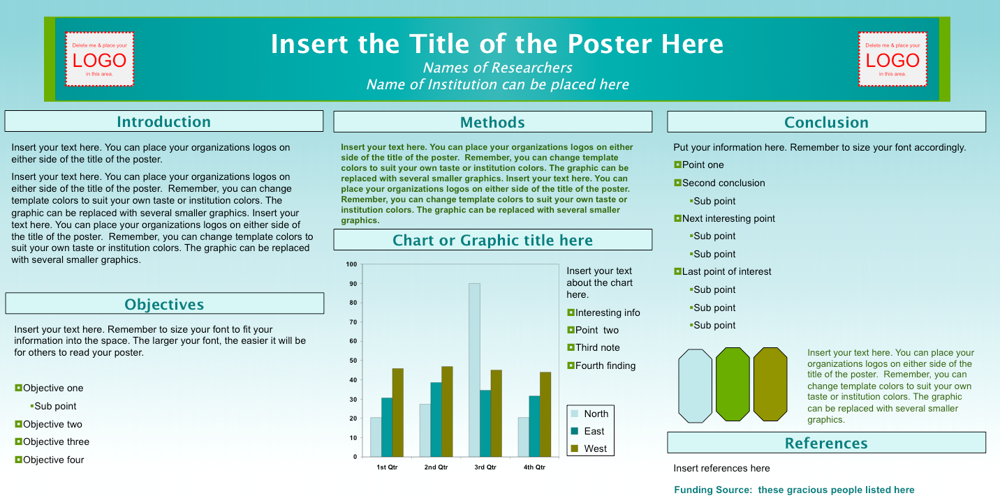 Delete me & place your
LOGO
in this area.
Insert the Title of the Poster Here
Names of Researchers
Name of Institution can be placed here
Delete me & place your
LOGO
in this area.
Introduction
Insert your text here. You can place your organizations logos on
either side of the title of the poster.
Insert your text here. You can place your organizations logos on
either side of the title of the poster.  Remember, you can change
template colors to suit your own taste or institution colors. The
graphic can be replaced with several smaller graphics. Insert your
text here. You can place your organizations logos on either side of
the title of the poster.  Remember, you can change template colors to
suit your own taste or institution colors. The graphic can be replaced
with several smaller graphics.
Objectives
Insert your text here. Remember to size your font to fit your
information into the space. The larger your font, the easier it will be
for others to read your poster.
Objective one
Sub point
Objective two
Objective three
Objective four
Methods
Insert your text here. You can place your organizations logos on either
side of the title of the poster.  Remember, you can change template
colors to suit your own taste or institution colors. The graphic can be
replaced with several smaller graphics. Insert your text here. You can
place your organizations logos on either side of the title of the poster.
Remember, you can change template colors to suit your own taste or
institution colors. The graphic can be replaced with several smaller
graphics.
Chart or Graphic title here
100
90
80
70
60
50
40
30
20
10
0
1st Qtr
2nd Qtr
3rd Qtr
4th Qtr
Insert your text
about the chart
here.
Interesting info
Point  two
Third note
Fourth finding
North
East
West
Conclusion
Put your information here. Remember to size your font accordingly.
Point one
Second conclusion
Sub point
Next interesting point
Sub point
Sub point
Last point of interest
Sub point
Sub point
Sub point
Insert your text here. You can place your
organizations logos on either side of the
title of the poster.  Remember, you can
change template colors to suit your own
taste or institution colors. The graphic
can be replaced with several smaller
graphics.
References
Insert references here
Funding Source:  these gracious people listed here